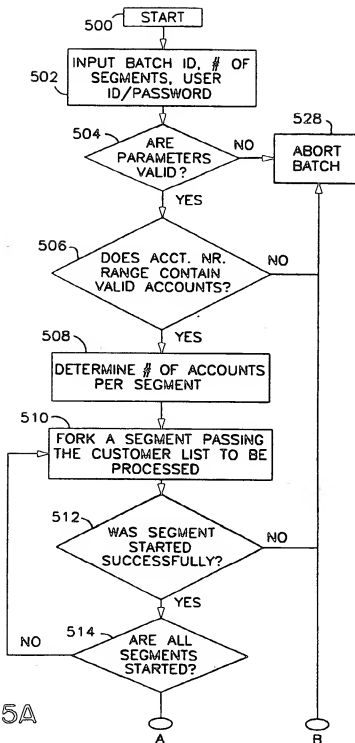 500
START
502
INPUT BATCH ID, # OF
SEGMENTS, USER
ID/PASSWORD
504
ARE
PARAMETERS
VALID?
NO
528
ABORT
BATCH
YES
506
DOES ACCT. NR.
RANGE CONTAIN
VALID ACCOUNTS?
NO
YES
508
DETERMINE # OF ACCOUNTS
PER SEGMENT
510
FORK A SEGMENT PASSING
THE CUSTOMER LIST TO BE
PROCESSED
512
WAS SEGMENT
STARTED
SUCCESSFULLY?
NO
YES
514
NO
ARE ALL
SEGMENTS
STARTED?
5A
A
B